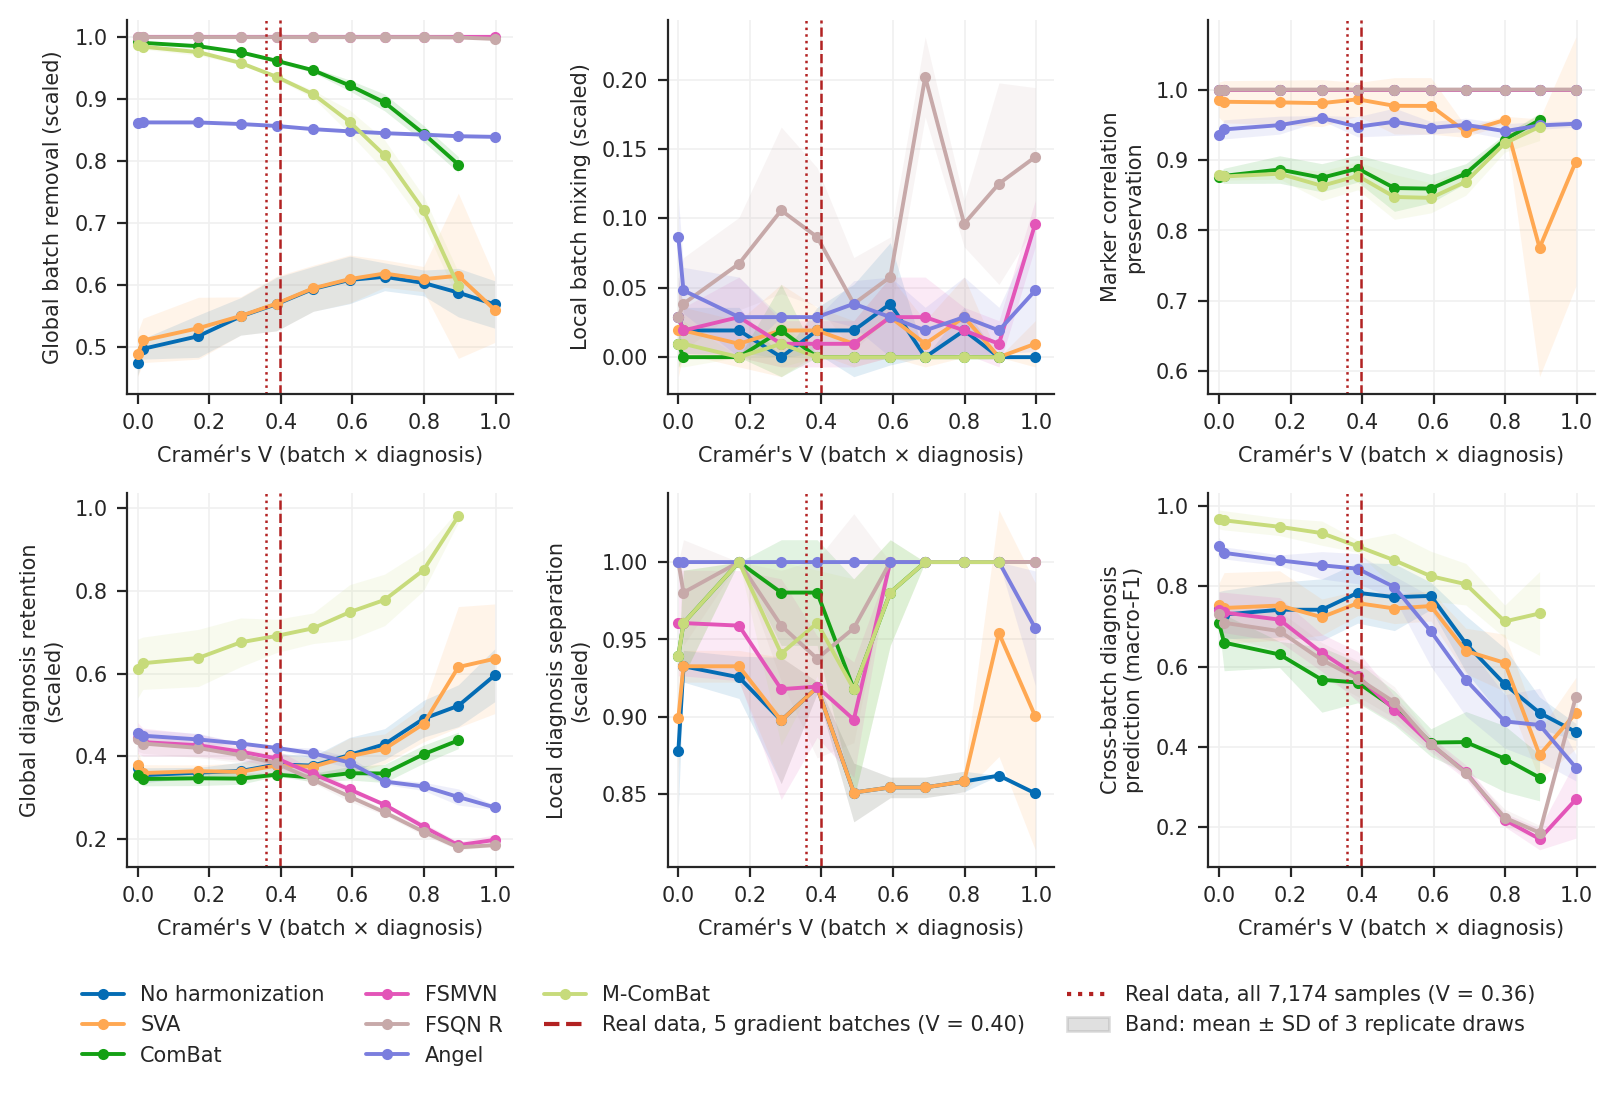 Global batch removal (scaled)
1.0
0.9
0.8
0.7
0.6
0.5
0.0 0.2 0.4 0.6 0.8 1.0
Cramér's V (batch × diagnosis)
Local batch mixing (scaled)
0.20
0.15
0.10
0.05
0.00
0.0 0.2 0.4 0.6 0.8 1.0
Cramér's V (batch × diagnosis)
Marker correlation
preservation
1.0
0.9
0.8
0.7
0.6
0.0 0.2 0.4 0.6 0.8 1.0
Cramér's V (batch × diagnosis)
Global diagnosis retention
(scaled)
1.0
0.8
0.6
0.4
0.2
0.0 0.2 0.4 0.6 0.8 1.0
Cramér's V (batch × diagnosis)
Local diagnosis separation
(scaled)
1.00
0.95
0.90
0.85
0.0 0.2 0.4 0.6 0.8 1.0
Cramér's V (batch × diagnosis)
Cross-batch diagnosis
prediction (macro-F1)
1.0
0.8
0.6
0.4
0.2
0.0 0.2 0.4 0.6 0.8 1.0
Cramér's V (batch × diagnosis)
No harmonization
SVA
ComBat
FSMVN
FSQN R
Angel
M-ComBat
Real data, 5 gradient batches (V = 0.40)
Real data, all 7,174 samples (V = 0.36)
Band: mean ± SD of 3 replicate draws